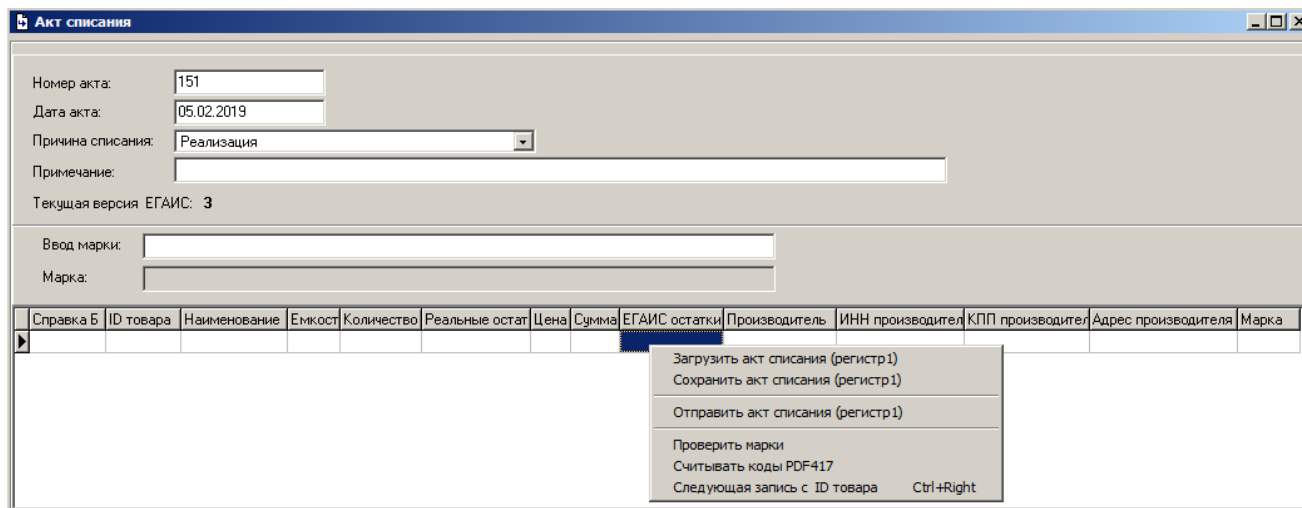 Акт списания
Номер акта: 151
Дата акта: 05.02.2019
Причина списания: Реализация
Примечание:
Текущая версия ЕГАИС: 3
Ввод марки:
Марка:
Справка Б ID товара Наименование Емкост Количество Реальные остат Цена Сумма ЕГАИС остатки Производитель ИНН производител КПП производител Адрес производителя Марка
Загрузить акт списания (регистр1)
Сохранить акт списания (регистр1)
Отправить акт списания (регистр1)
Проверить марки
Считывать коды PDF417
Следующая запись с ID товара Ctrl+Right